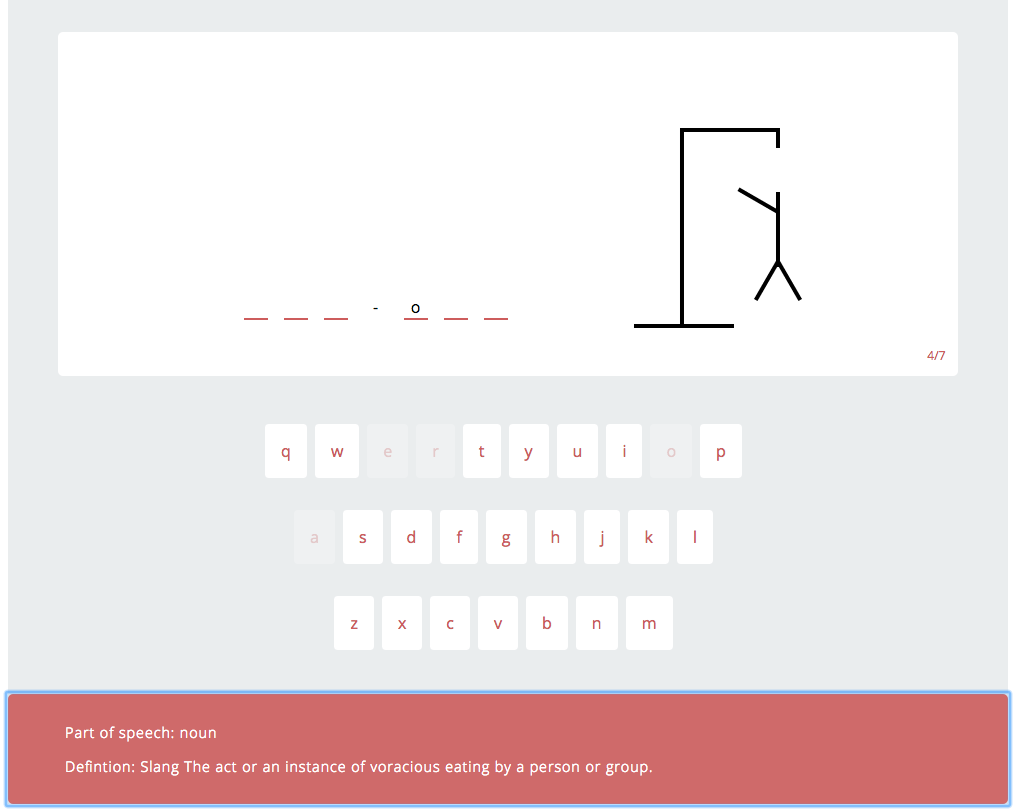 - o
4/7
q w e r t y u i o p
a s d f g h j k l
z x c v b n m
Part of speech: noun
Defintion: Slang The act or an instance of voracious eating by a person or group.